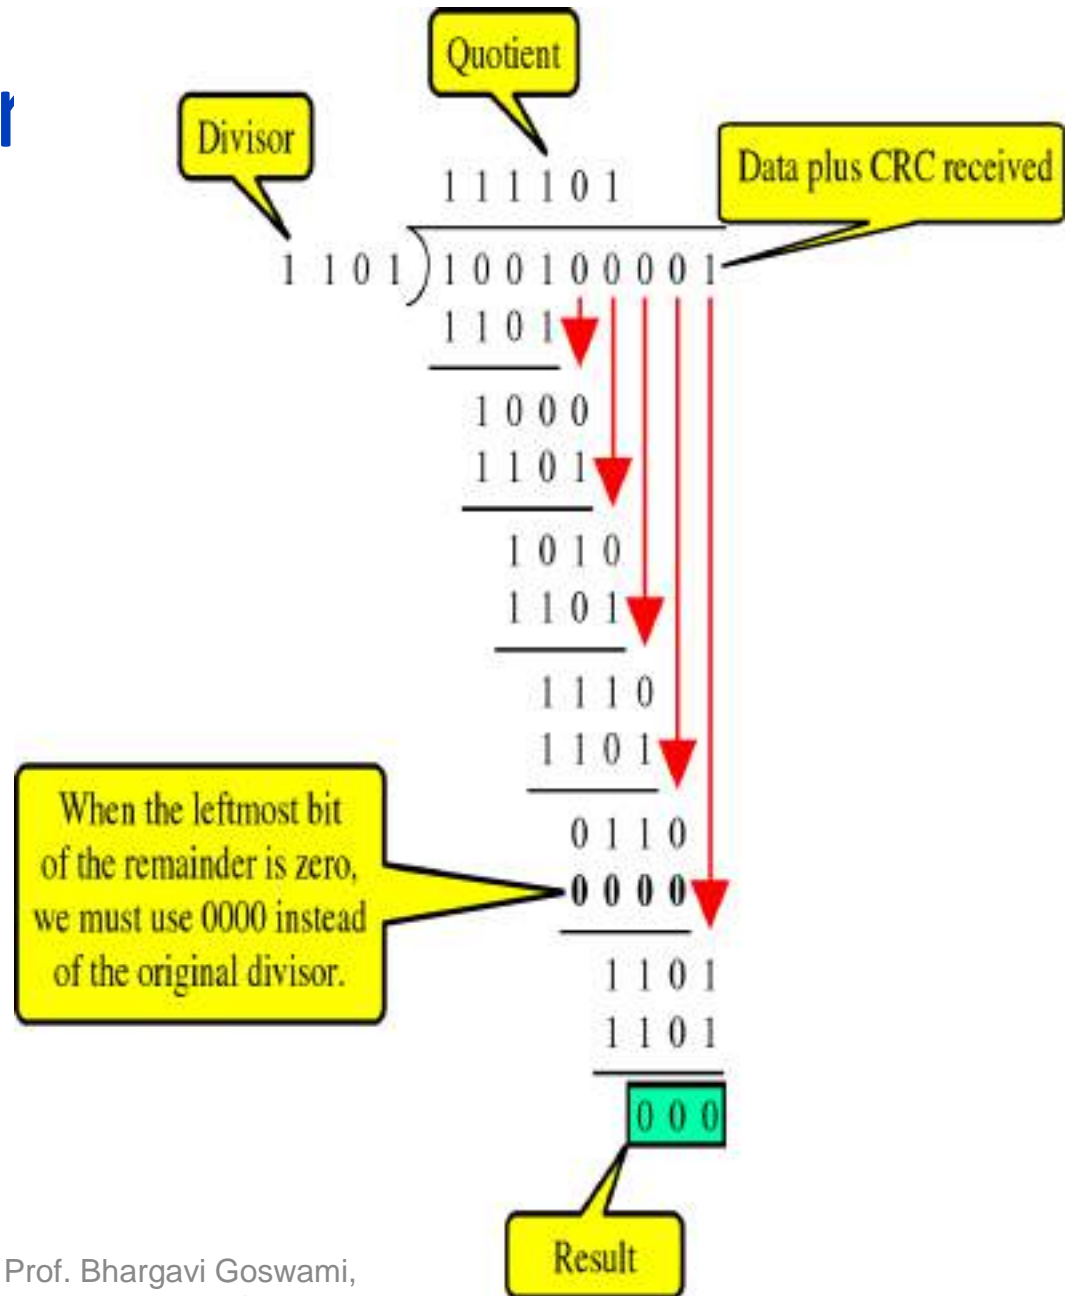 Quotient
r
Divisor
Data plus CRC received
1 1 1 1 0 1
1 1 0 1 1 0 0 1 0 0 0 0 1
1 1 0 1
1 0 0 0
1 1 0 1
1 0 1 0
1 1 0 1
1 1 1 0
1 1 0 1
When the leftmost bit
of the remainder is zero,
we must use 0000 instead
of the original divisor.
0 1 1 0
0 0 0 0
1 1 0 1
1 1 0 1
0 0 0
Result
Prof. Bhargavi Goswami,